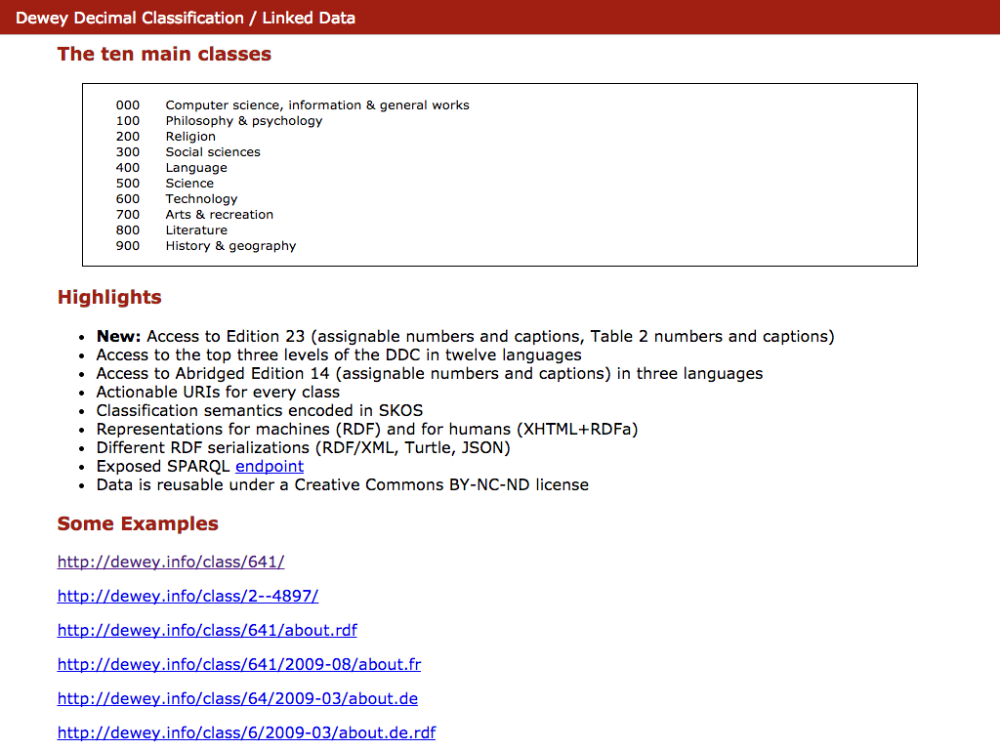 Dewey Decimal Classification / Linked Data
The ten main classes
000 Computer science, information & general works
100 Philosophy & psychology
200 Religion
300 Social sciences
400 Language
500 Science
600 Technology
700 Arts & recreation
800 Literature
900 History & geography
Highlights
• New: Access to Edition 23 (assignable numbers and captions, Table 2 numbers and captions)
• Access to the top three levels of the DDC in twelve languages
• Access to Abridged Edition 14 (assignable numbers and captions) in three languages
• Actionable URIs for every class
• Classification semantics encoded in SKOS
• Representations for machines (RDF) and for humans (XHTML+RDFa)
• Different RDF serializations (RDF/XML, Turtle, JSON)
• Exposed SPARQL endpoint
• Data is reusable under a Creative Commons BY-NC-ND license
Some Examples
http://dewey.info/class/641/
http://dewey.info/class/2--4897/
http://dewey.info/class/641/about.rdf
http://dewey.info/class/641/2009-08/about.fr
http://dewey.info/class/64/2009-03/about.de
http://dewey.info/class/6/2009-03/about.de.rdf